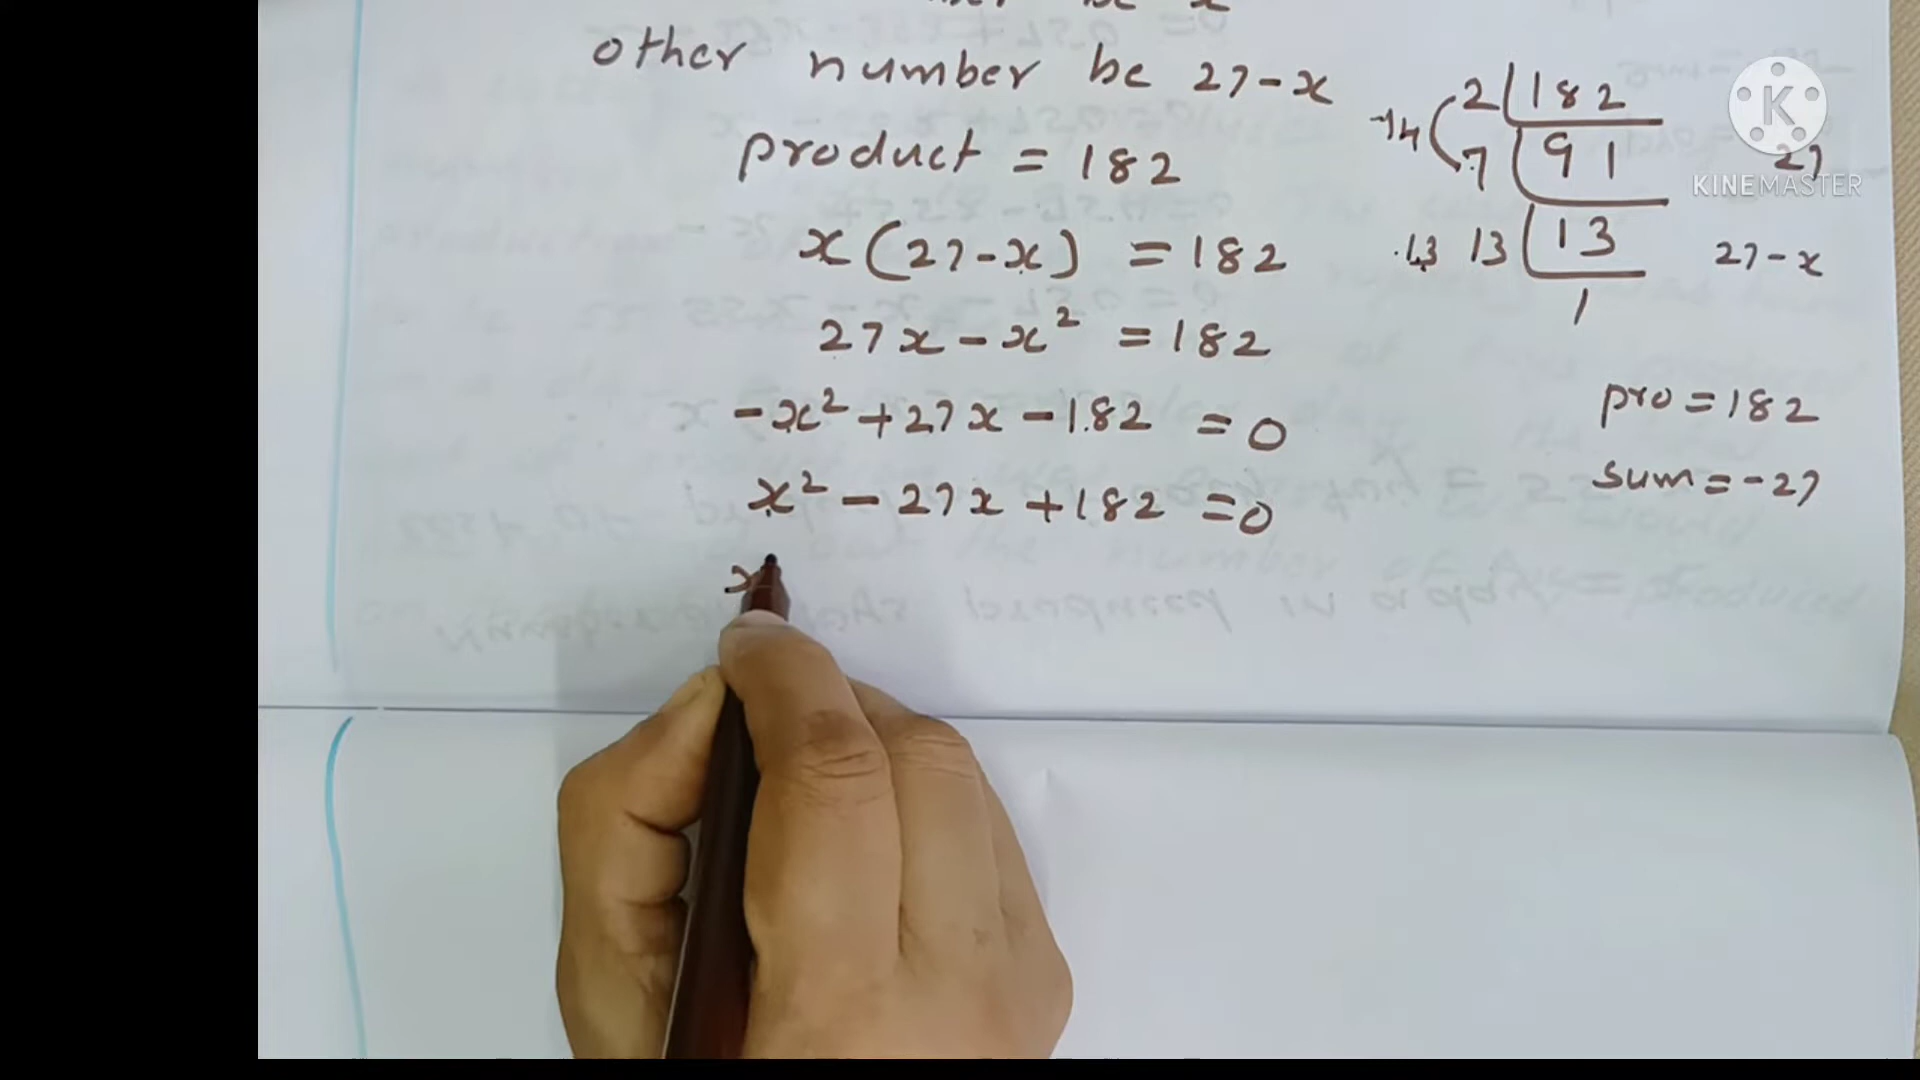 other number be 27-x
product = 182
x(27-x) = 182
27x-x² = 182
-x²+27x-182 = 0
x²-27x+182 = 0
x
-14 2 182
7 91
-13 13 13
1
27
27-x
pro = 182
sum = -27
K
KINEMASTER